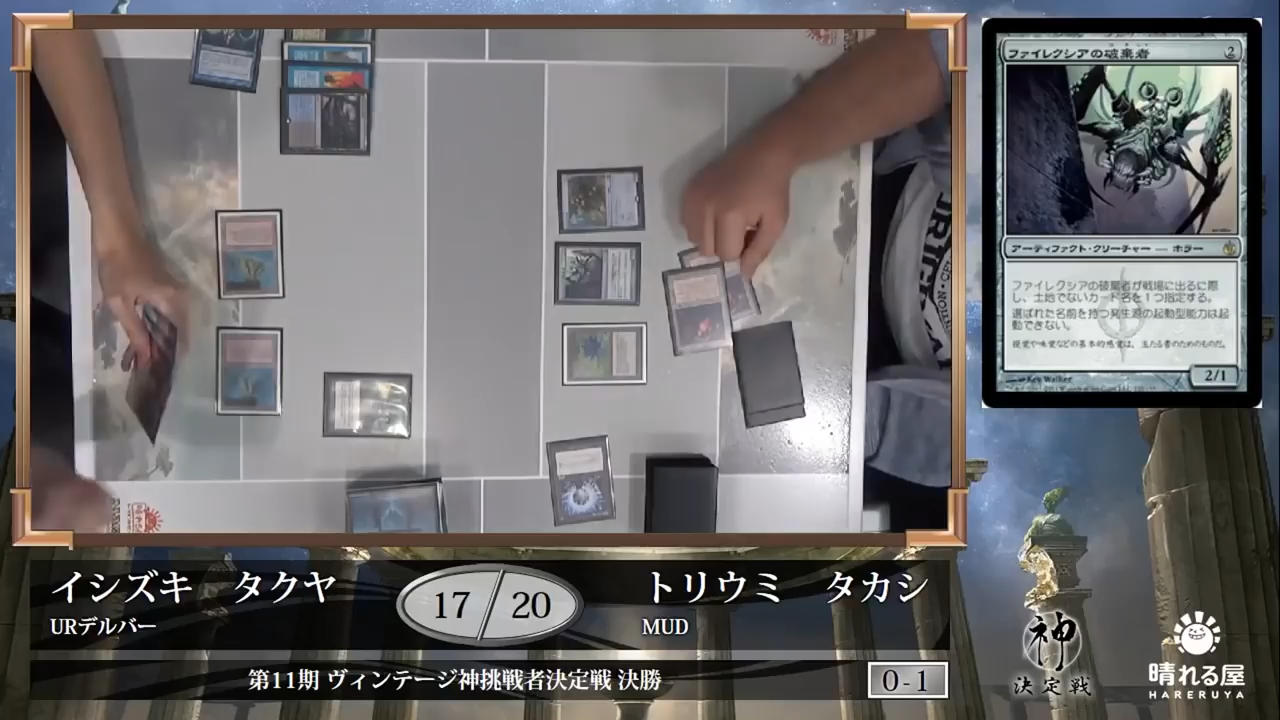 ファイレクシアの破棄者 2
アーティファクト・クリーチャー — ホラー
ファイレクシアの破棄者が戦場に出るに際
し、土地でないカード名を1つ指定する。
選ばれた名前を持つ発生源の起動型能力は起
動できない。
2/1
イシズキ タクヤ
URデルバー
17 / 20
トリウミ タカシ
MUD
第11期 ヴィンテージ神挑戦者決定戦 決勝
0-1
神
決定戦
晴れる屋
HARERUYA